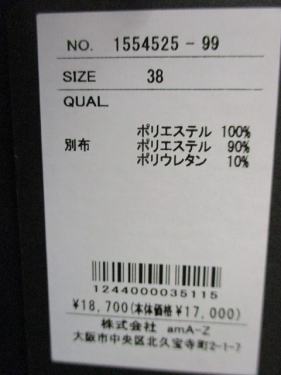 NO. 1554525-99
SIZE 38
QUAL.
ポリエステル 100%
別布 ポリエステル 90%
ポリウレタン 10%
1244000035115
¥18,700(本体価格¥17,000)
株式会社 amA-Z
大阪市中央区北久宝寺町2-1-7